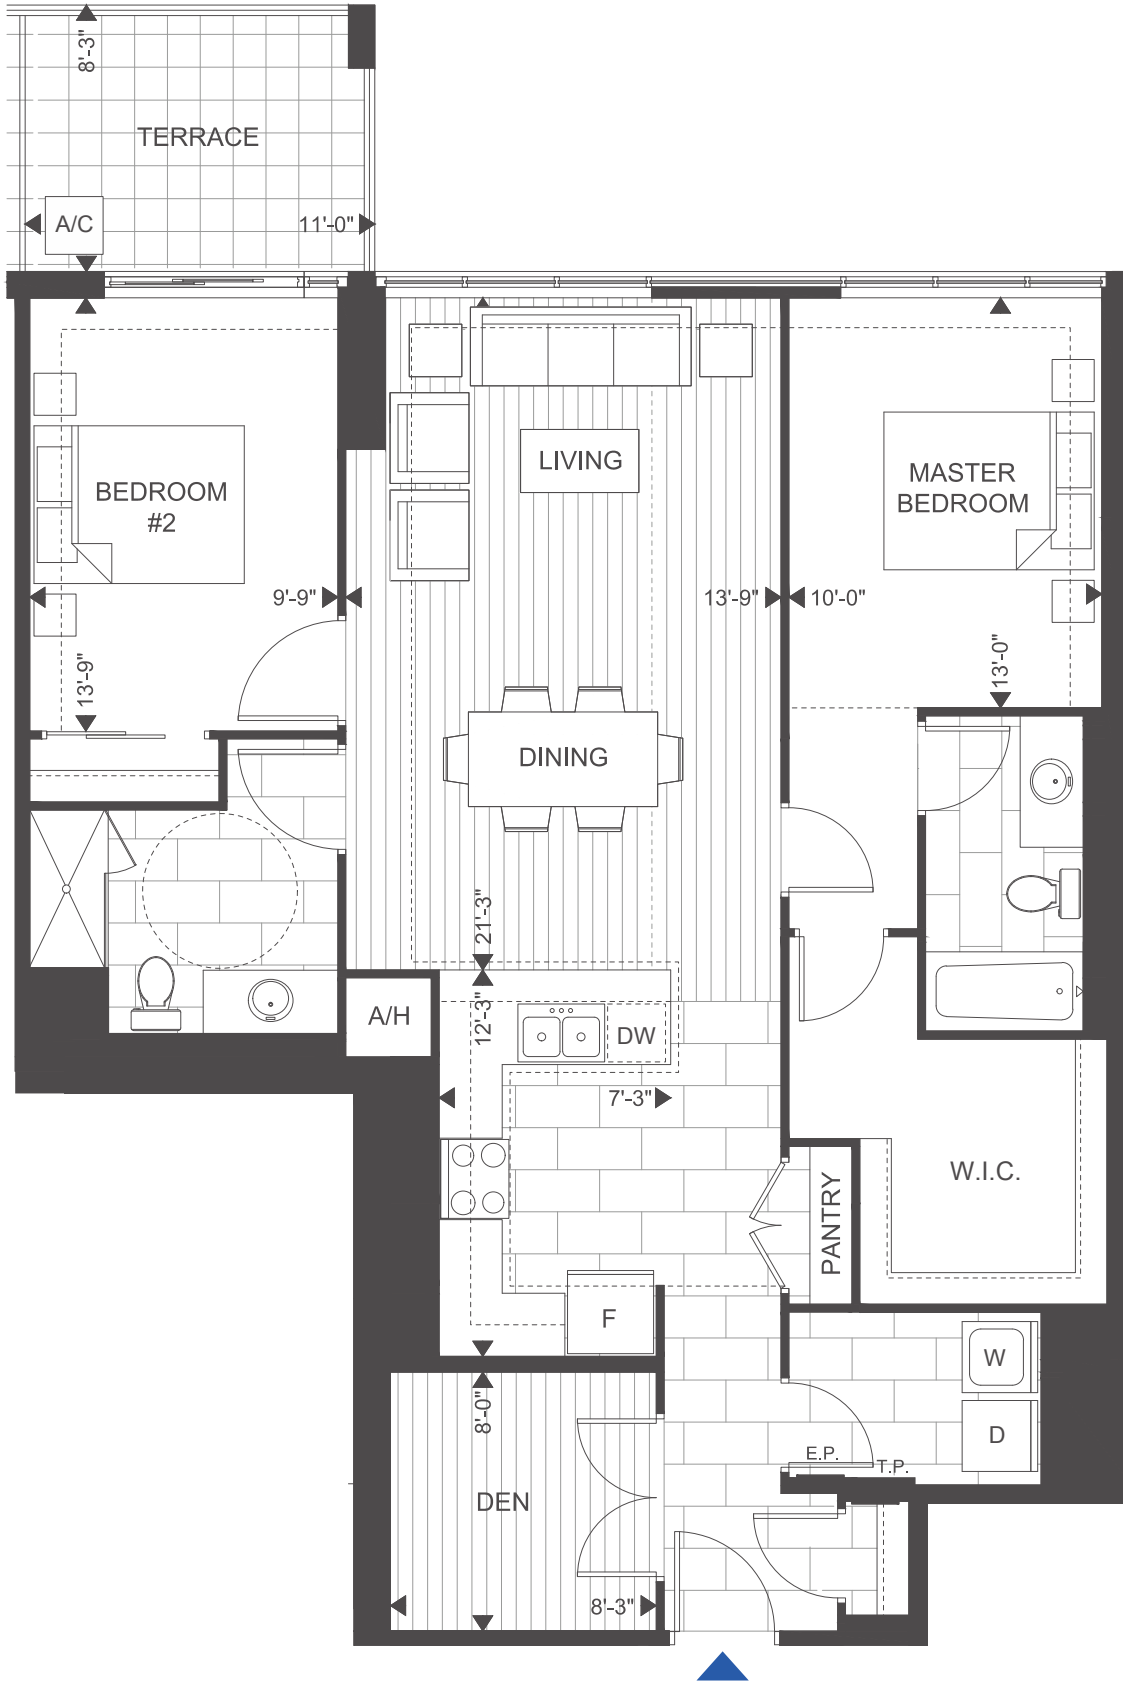 8'-3"
TERRACE
A/C
11'-0"
LIVING
MASTER
BEDROOM
BEDROOM
#2
9'-9"
13'-9"
10'-0"
13'-9"
13'-0"
DINING
21'-3"
A/H
12'-3"
DW
7'-3"
W.I.C.
PANTRY
F
W
8'-0"
D
E.P.
T.P.
DEN
8'-3"